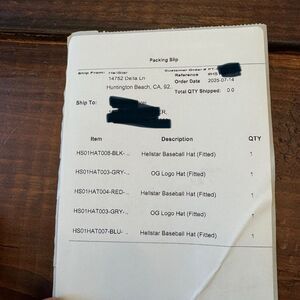 Packing Slip
Ship From: Hellstar
14752 Delta Ln
Huntington Beach, CA, 92...
Customer Order #
Reference
Order Date 2025-07-14
Total QTY Shipped: 0 0
Ship To:
Item Description QTY
HS01HAT008-BLK-... Hellstar Baseball Hat (Fitted) 1
HS01HAT003-GRY-... OG Logo Hat (Fitted) 1
HS01HAT004-RED-... Hellstar Baseball Hat (Fitted) 1
HS01HAT003-GRY-... OG Logo Hat (Fitted) 1
HS01HAT007-BLU-... Hellstar Baseball Hat (Fitted) 1